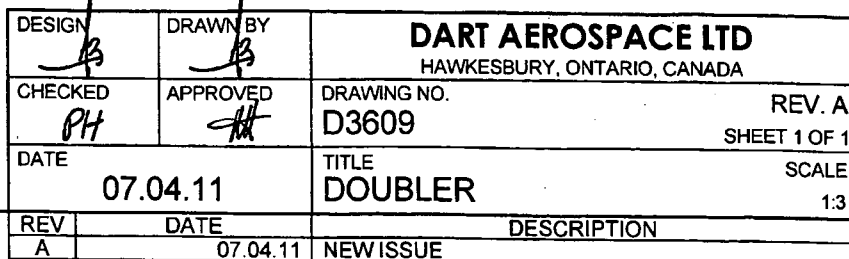 DESIGN
DRAWN BY
DART AEROSPACE LTD
HAWKESBURY, ONTARIO, CANADA
CHECKED
PH
APPROVED
DRAWING NO.
D3609
REV. A
SHEET 1 OF 1
DATE
07.04.11
TITLE
DOUBLER
SCALE
1:3
REV DATE DESCRIPTION
A 07.04.11 NEW ISSUE